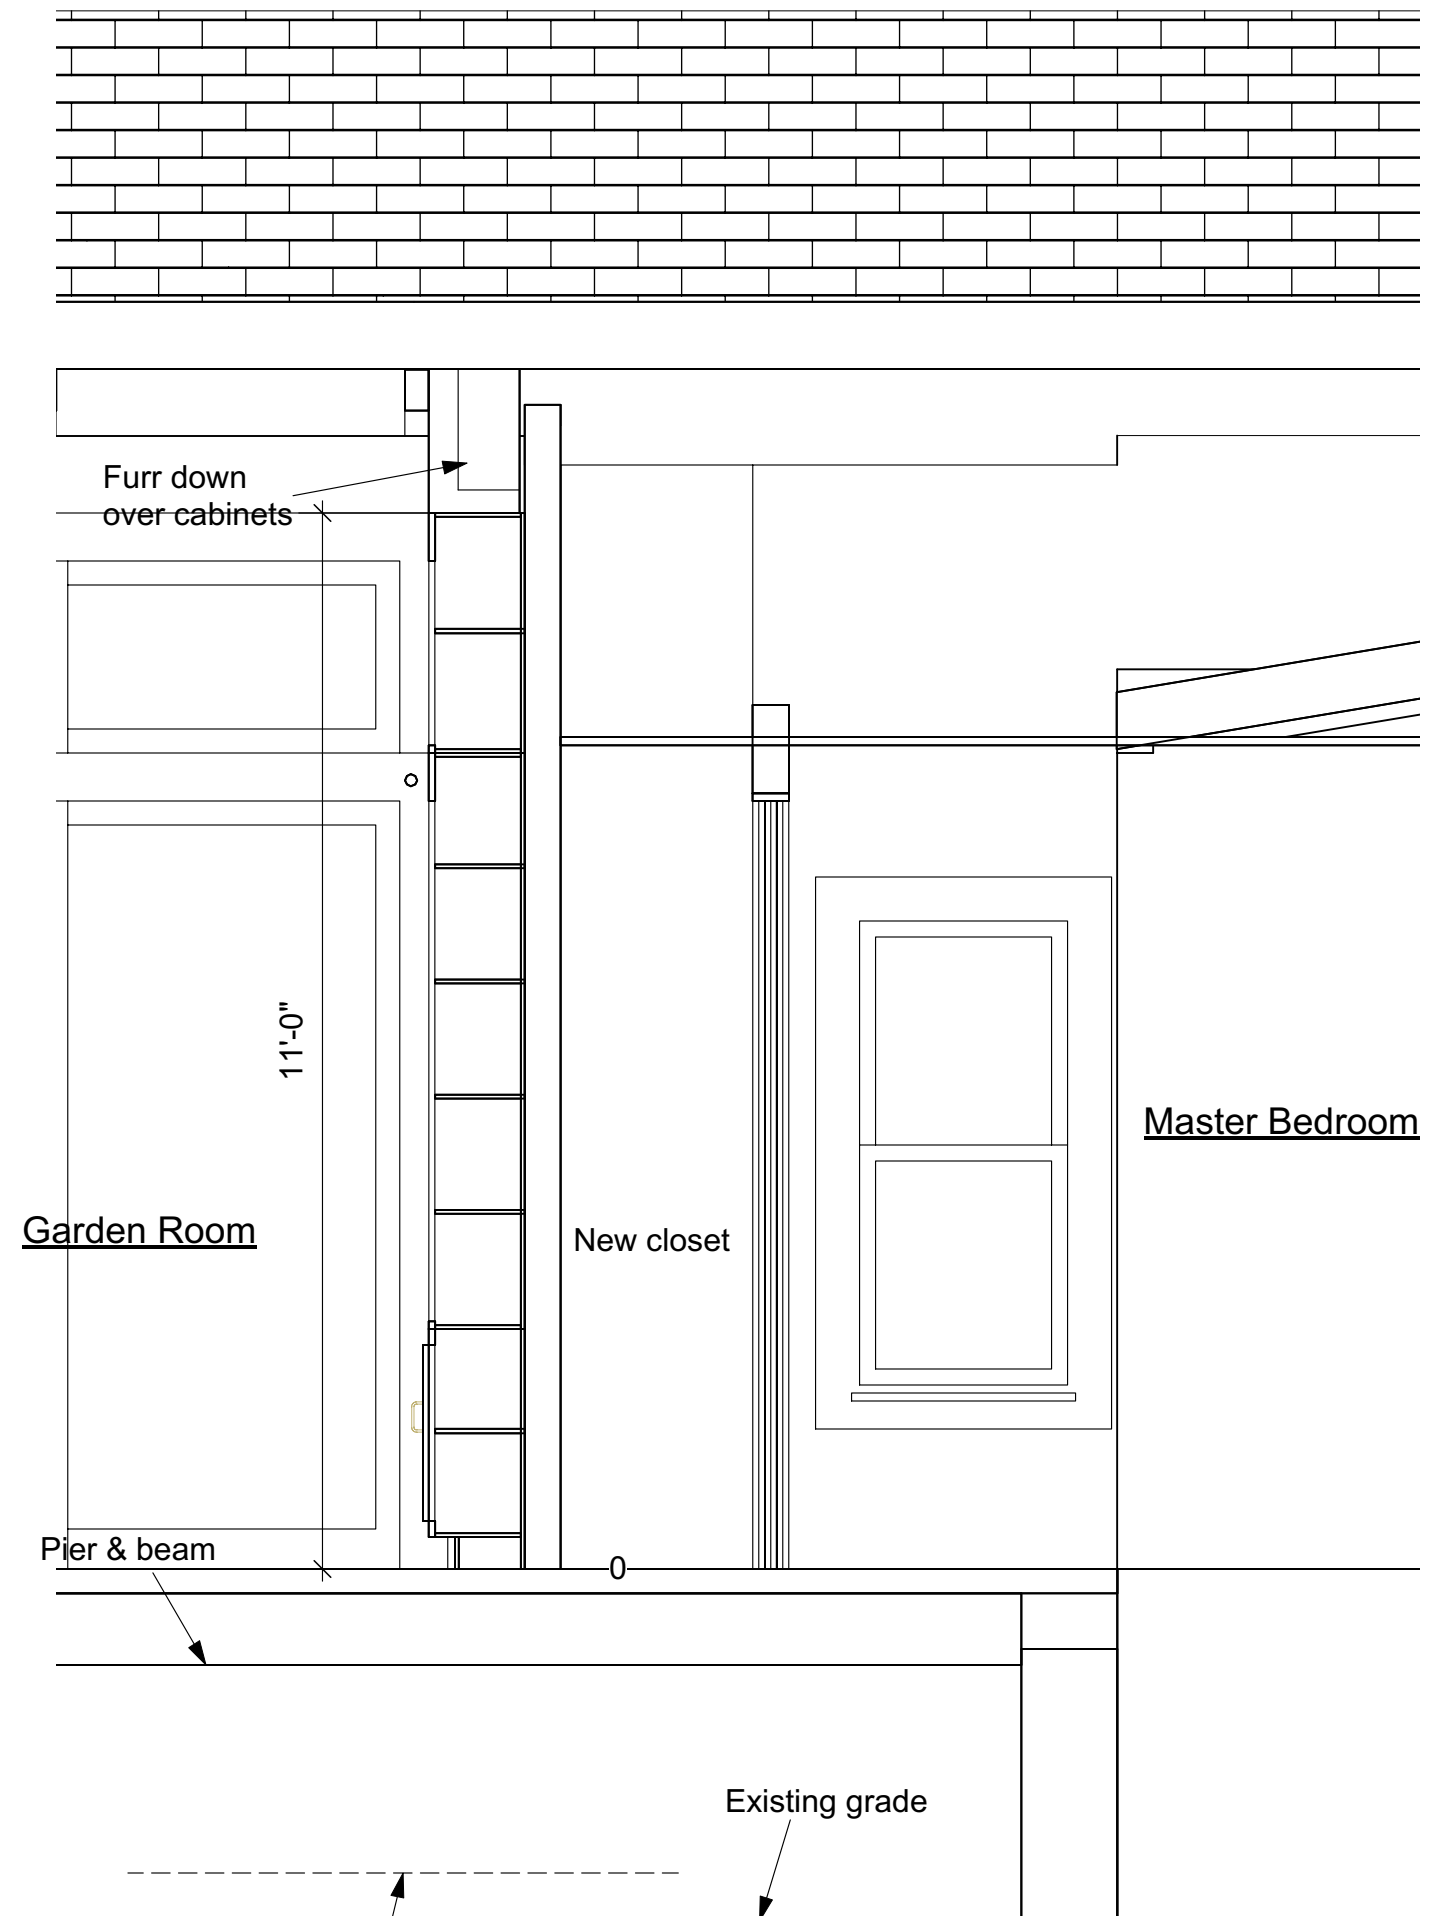 Furr down
over cabinets
11'-0"
Master Bedroom
Garden Room
New closet
Pier & beam
0
Existing grade